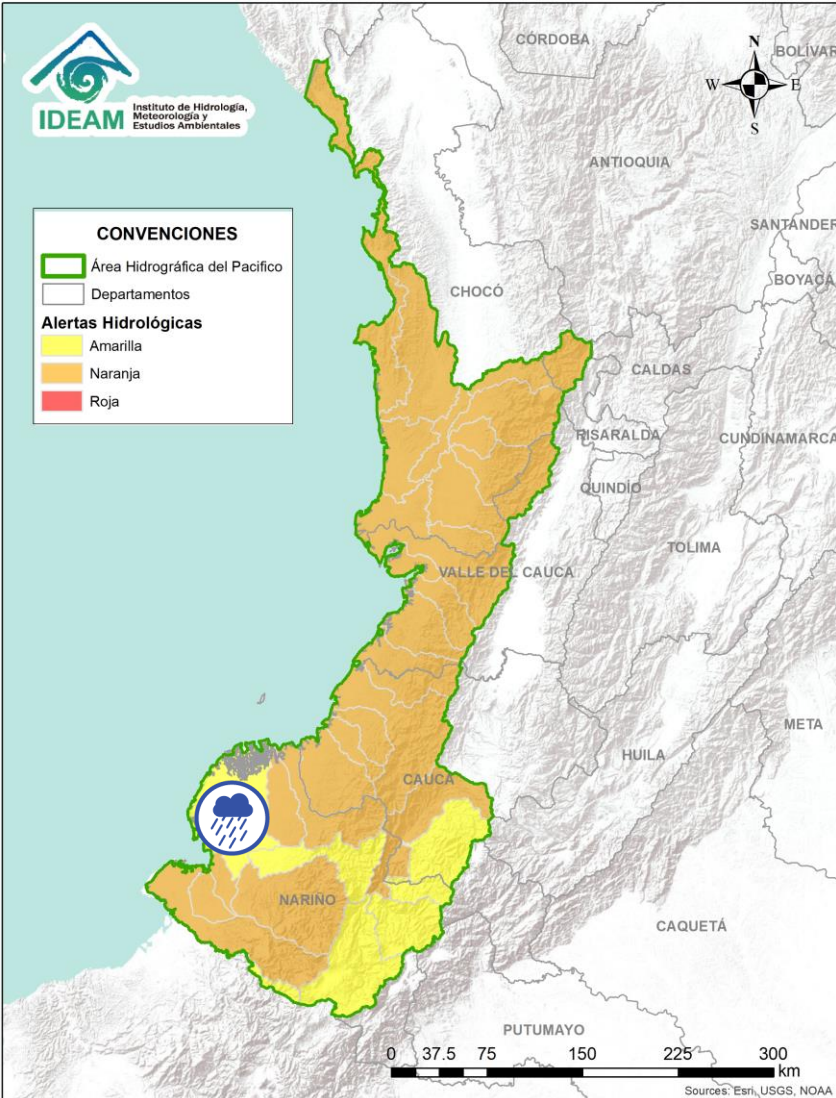 IDEAM
Instituto de Hidrología,
Meteorología y
Estudios Ambientales
CÓRDOBA
BOLÍVAR
N
W
E
S
ANTIOQUIA
SANTANDER
BOYACÁ
CONVENCIONES
Área Hidrográfica del Pacifico
Departamentos
Alertas Hidrológicas
Amarilla
Naranja
Roja
CHOCÓ
CALDAS
RISARALDA
CUNDINAMARCA
QUINDÍO
TOLIMA
VALLE DEL CAUCA
META
HUILA
CAUCA
NARIÑO
CAQUETÁ
PUTUMAYO
0 37.5 75 150 225 300
km
Sources: Esri, USGS, NOAA